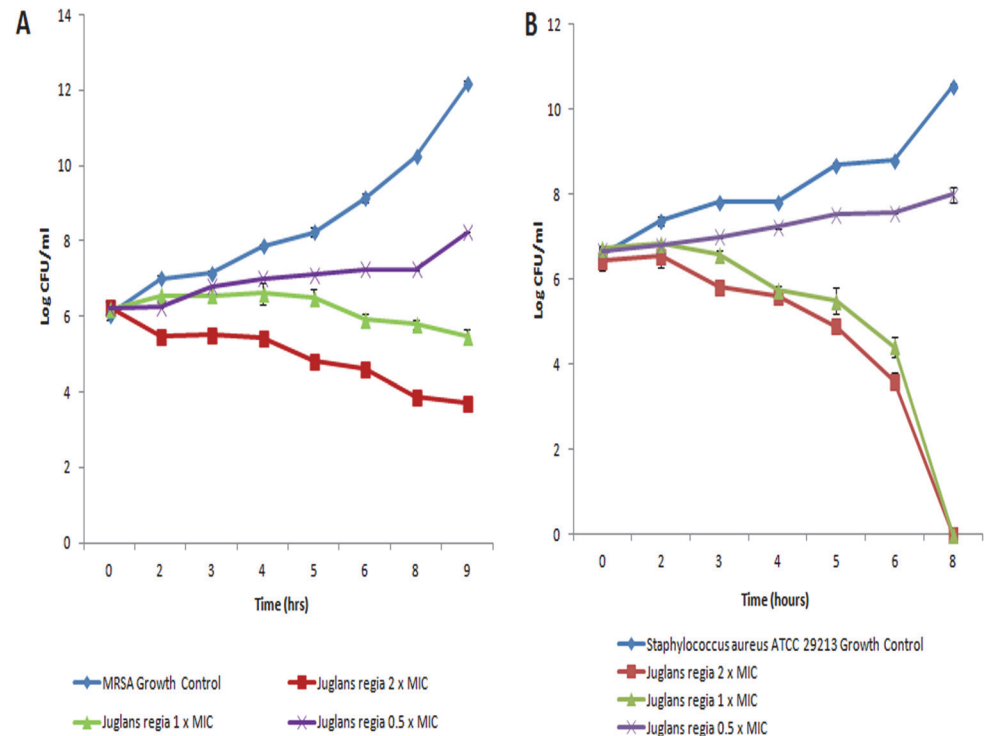 A
14
12
10
8
6
4
2
0
Log CFU/ml
0 2 3 4 5 6 8 9
Time (hrs)
MRSA Growth Control
Juglans regia 2 x MIC
Juglans regia 1 x MIC
Juglans regia 0.5 x MIC
B
12
10
8
6
4
2
0
Log CFU/ml
0 2 3 4 5 6 8
Time (hours)
Staphylococcus aureus ATCC 29213 Growth Control
Juglans regia 2 x MIC
Juglans regia 1 x MIC
Juglans regia 0.5 x MIC